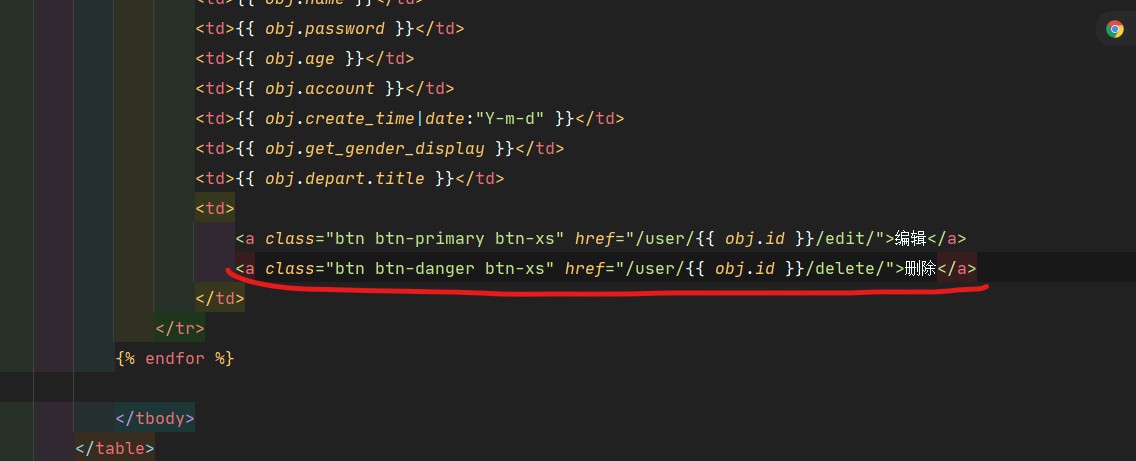 <td>{{ obj.name }}</td>
<td>{{ obj.password }}</td>
<td>{{ obj.age }}</td>
<td>{{ obj.account }}</td>
<td>{{ obj.create_time|date:"Y-m-d" }}</td>
<td>{{ obj.get_gender_display }}</td>
<td>{{ obj.depart.title }}</td>
<td>
<a class="btn btn-primary btn-xs" href="/user/{{ obj.id }}/edit/">编辑</a>
<a class="btn btn-danger btn-xs" href="/user/{{ obj.id }}/delete/">删除</a>
</td>
</tr>
{% endfor %}
</tbody>
</table>